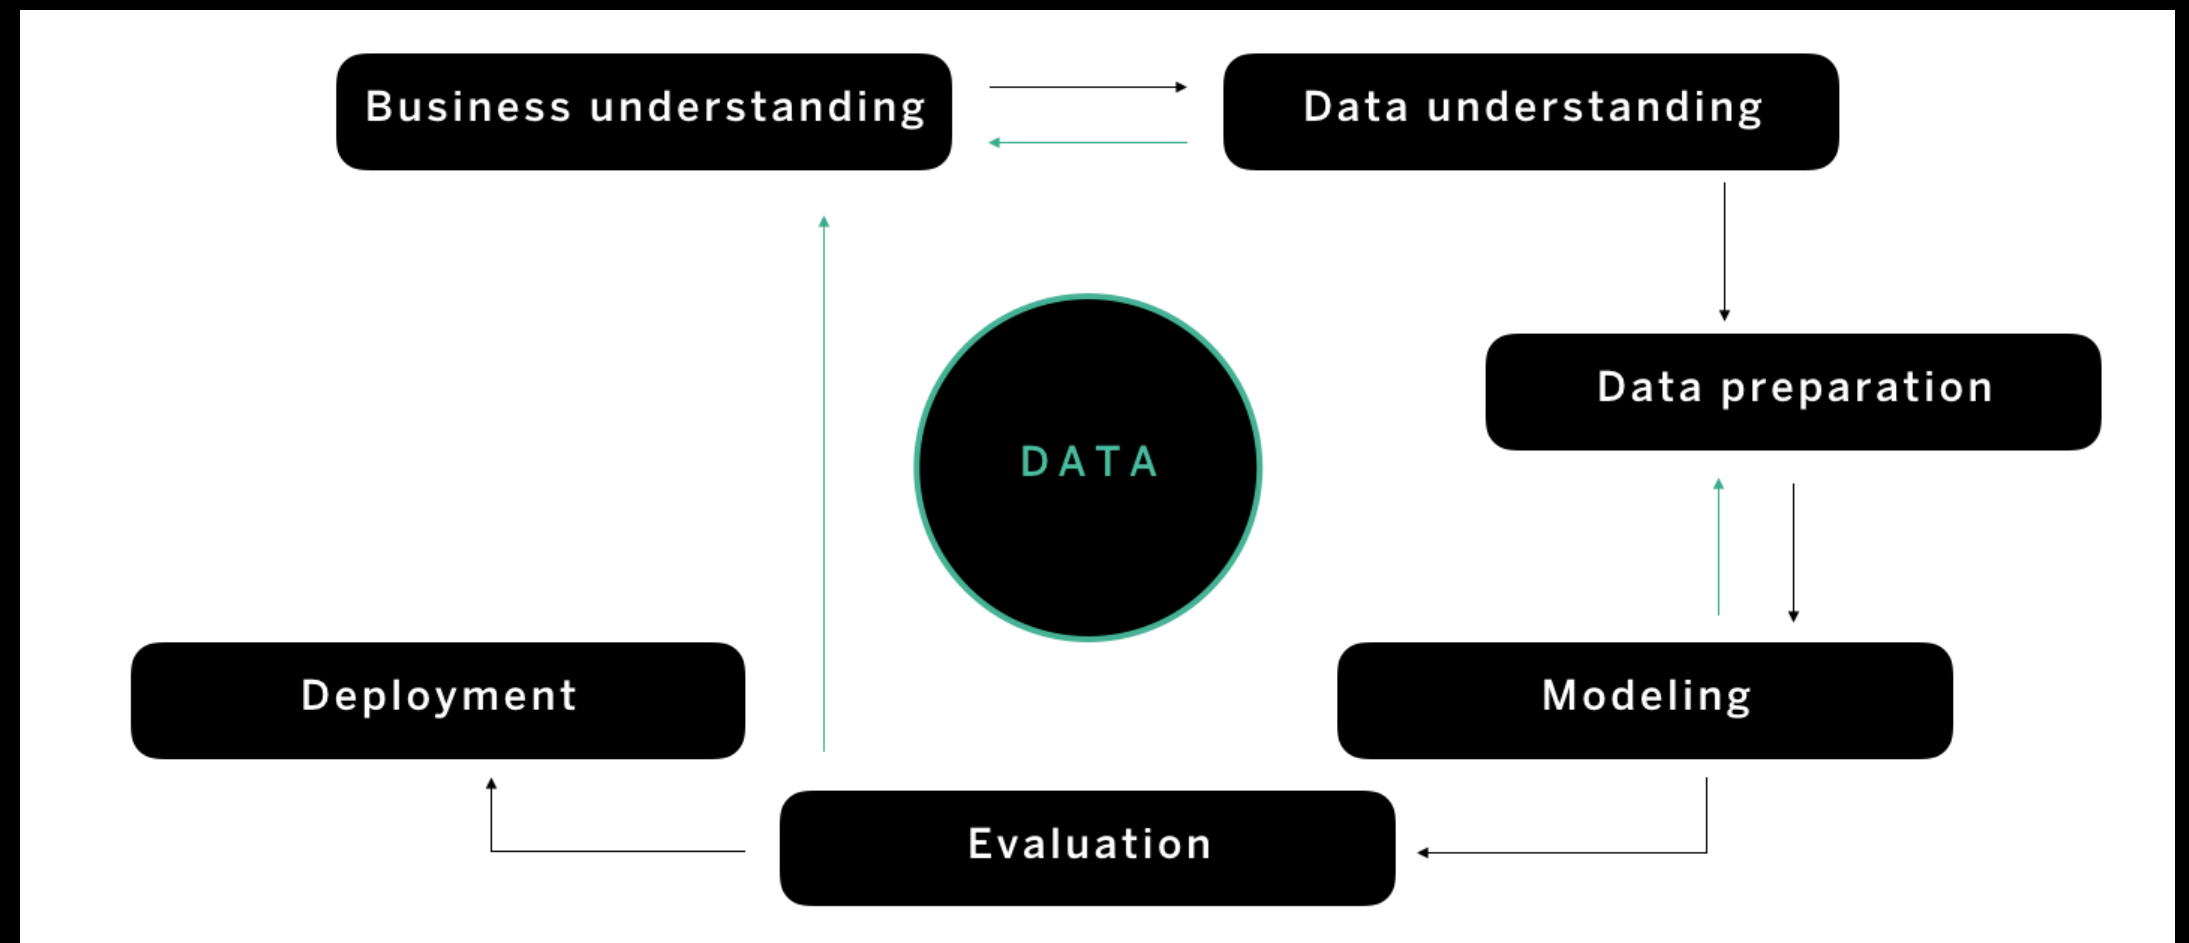 Business understanding
Data understanding
Data preparation
DATA
Deployment
Modeling
Evaluation